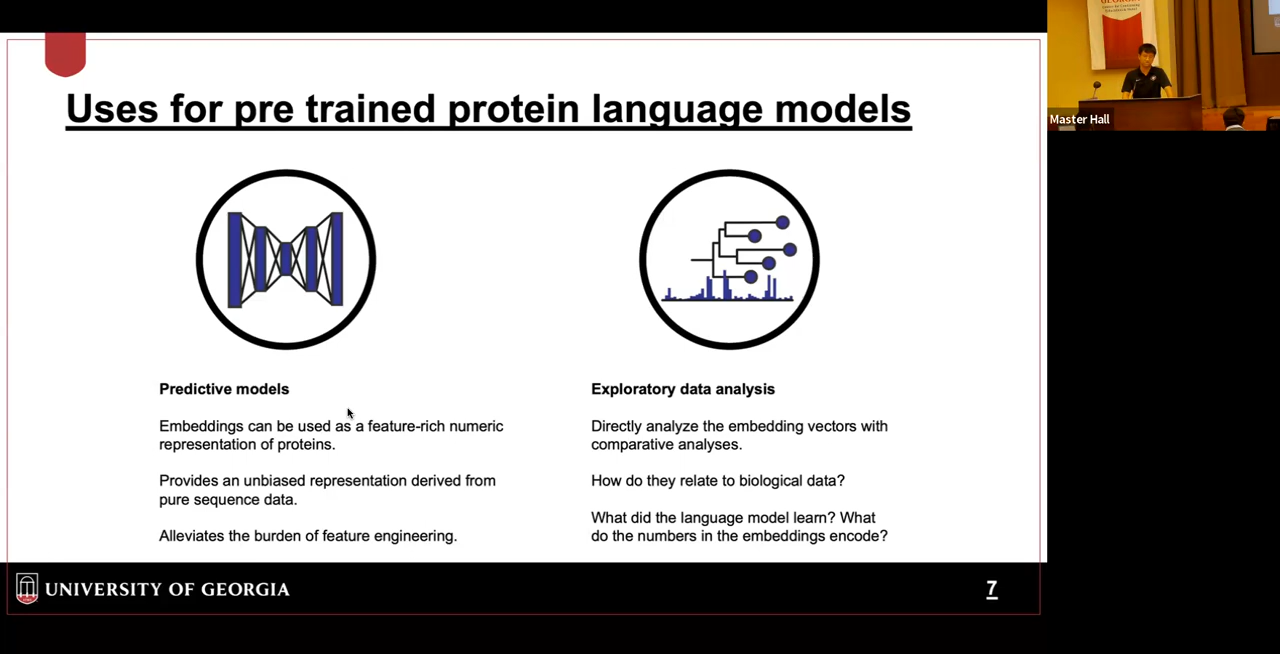 Uses for pre trained protein language models
Predictive models
Embeddings can be used as a feature-rich numeric
representation of proteins.
Provides an unbiased representation derived from
pure sequence data.
Alleviates the burden of feature engineering.
Exploratory data analysis
Directly analyze the embedding vectors with
comparative analyses.
How do they relate to biological data?
What did the language model learn? What
do the numbers in the embeddings encode?
UNIVERSITY OF GEORGIA
7
GEORGIA
Master Hall